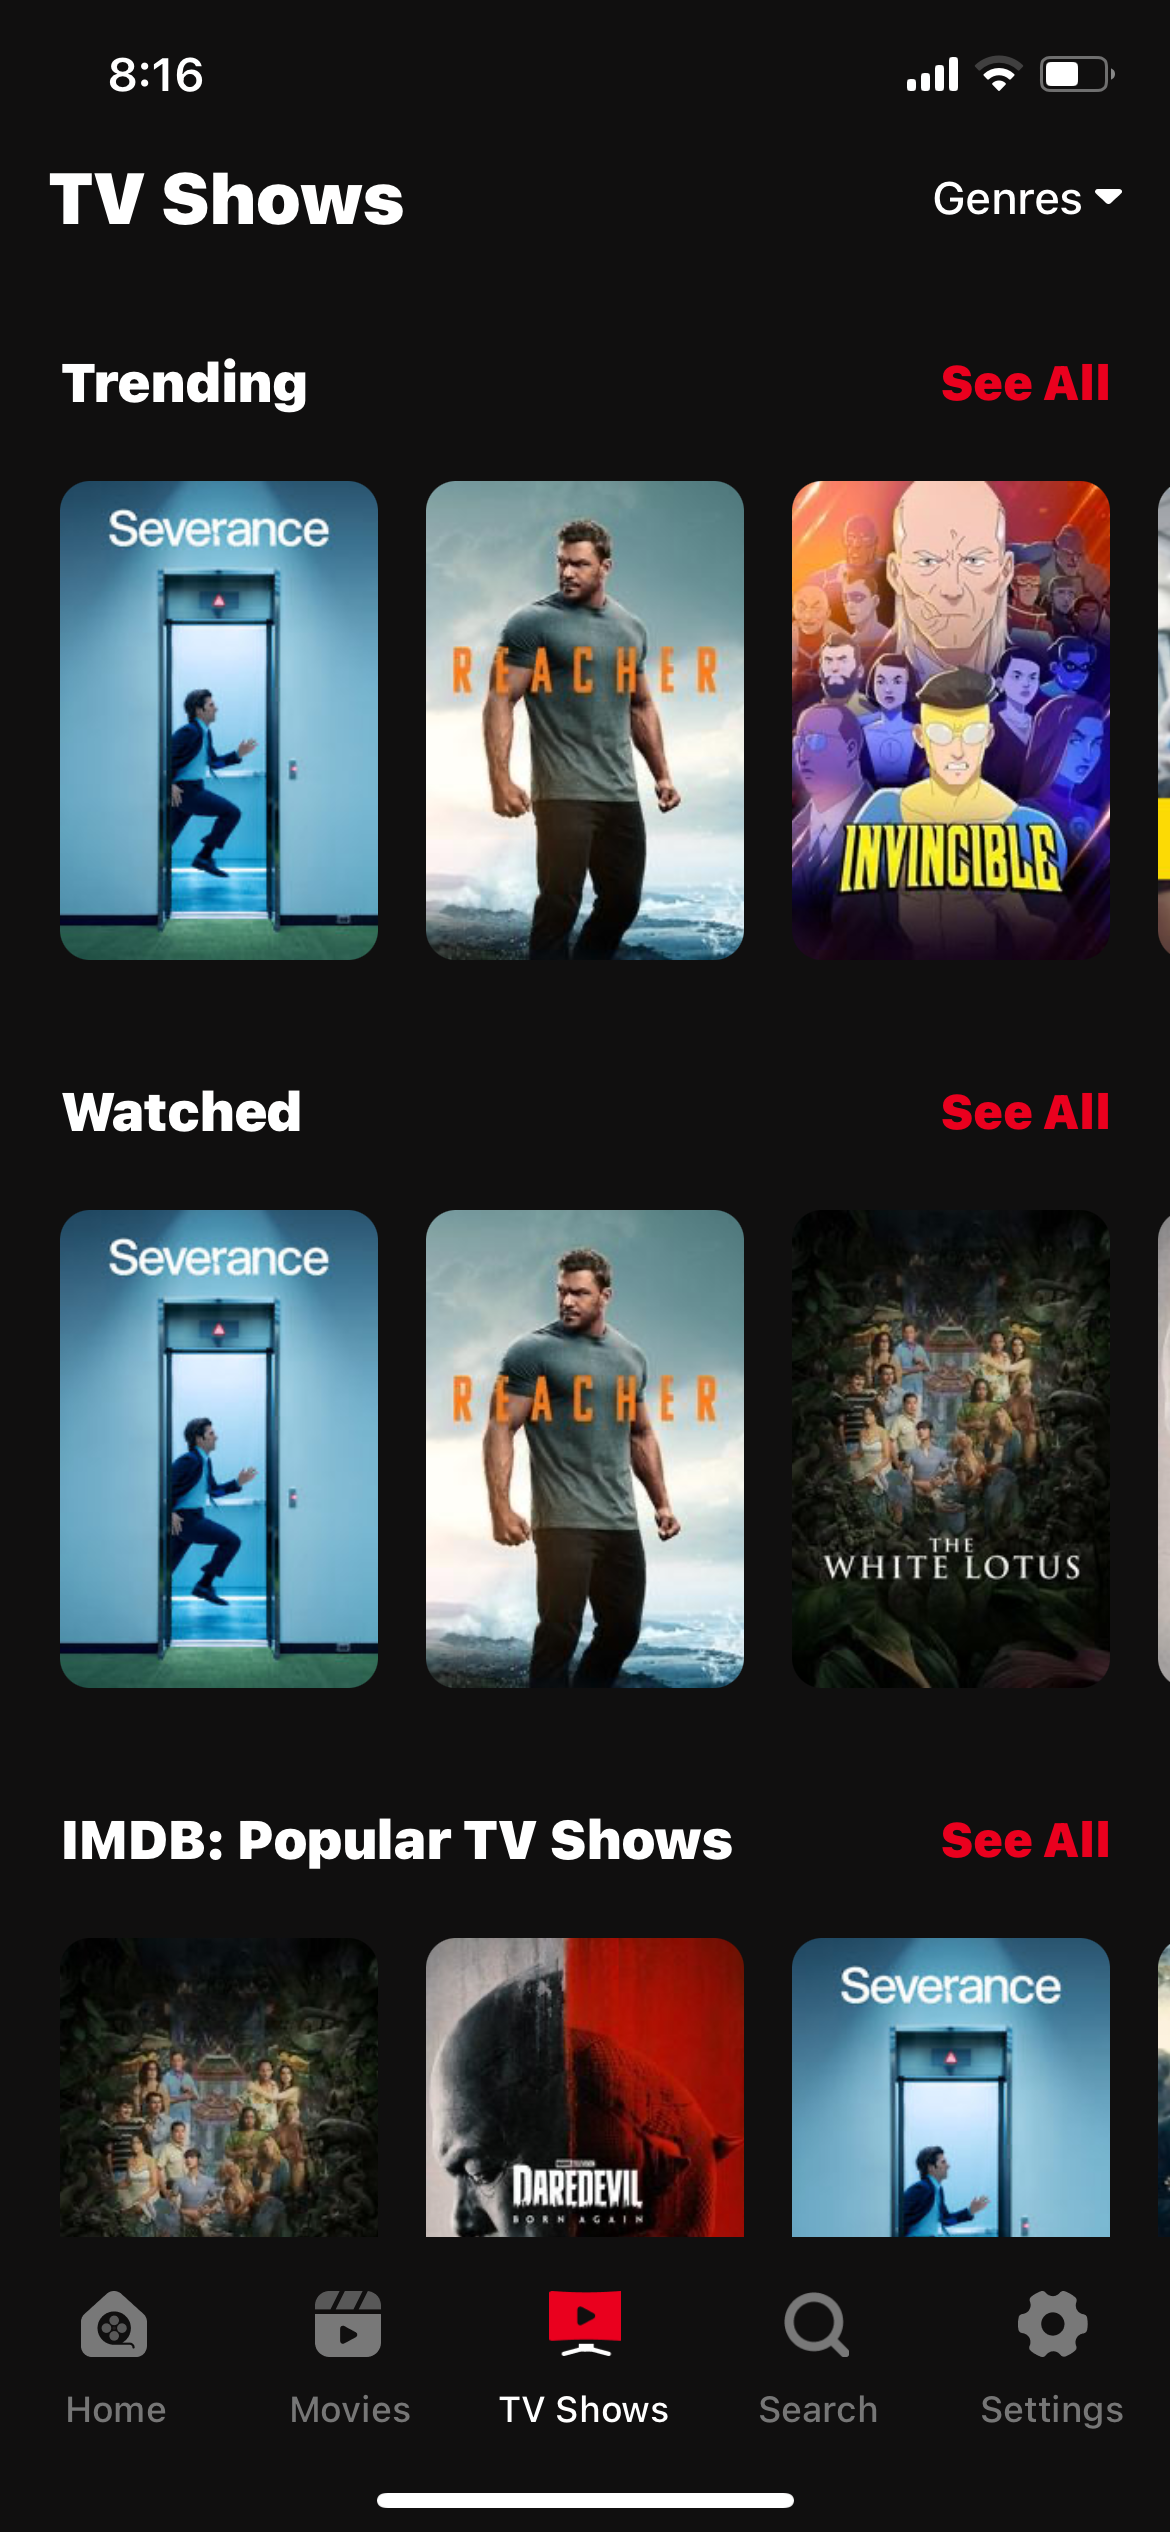 8:16
TV Shows
Genres
Trending
See All
Severance
REACHER
INVINCIBLE
Watched
See All
Severance
REACHER
THE
WHITE LOTUS
IMDB: Popular TV Shows
See All
Severance
DAREDEVIL
BORN AGAIN
Home
Movies
TV Shows
Search
Settings